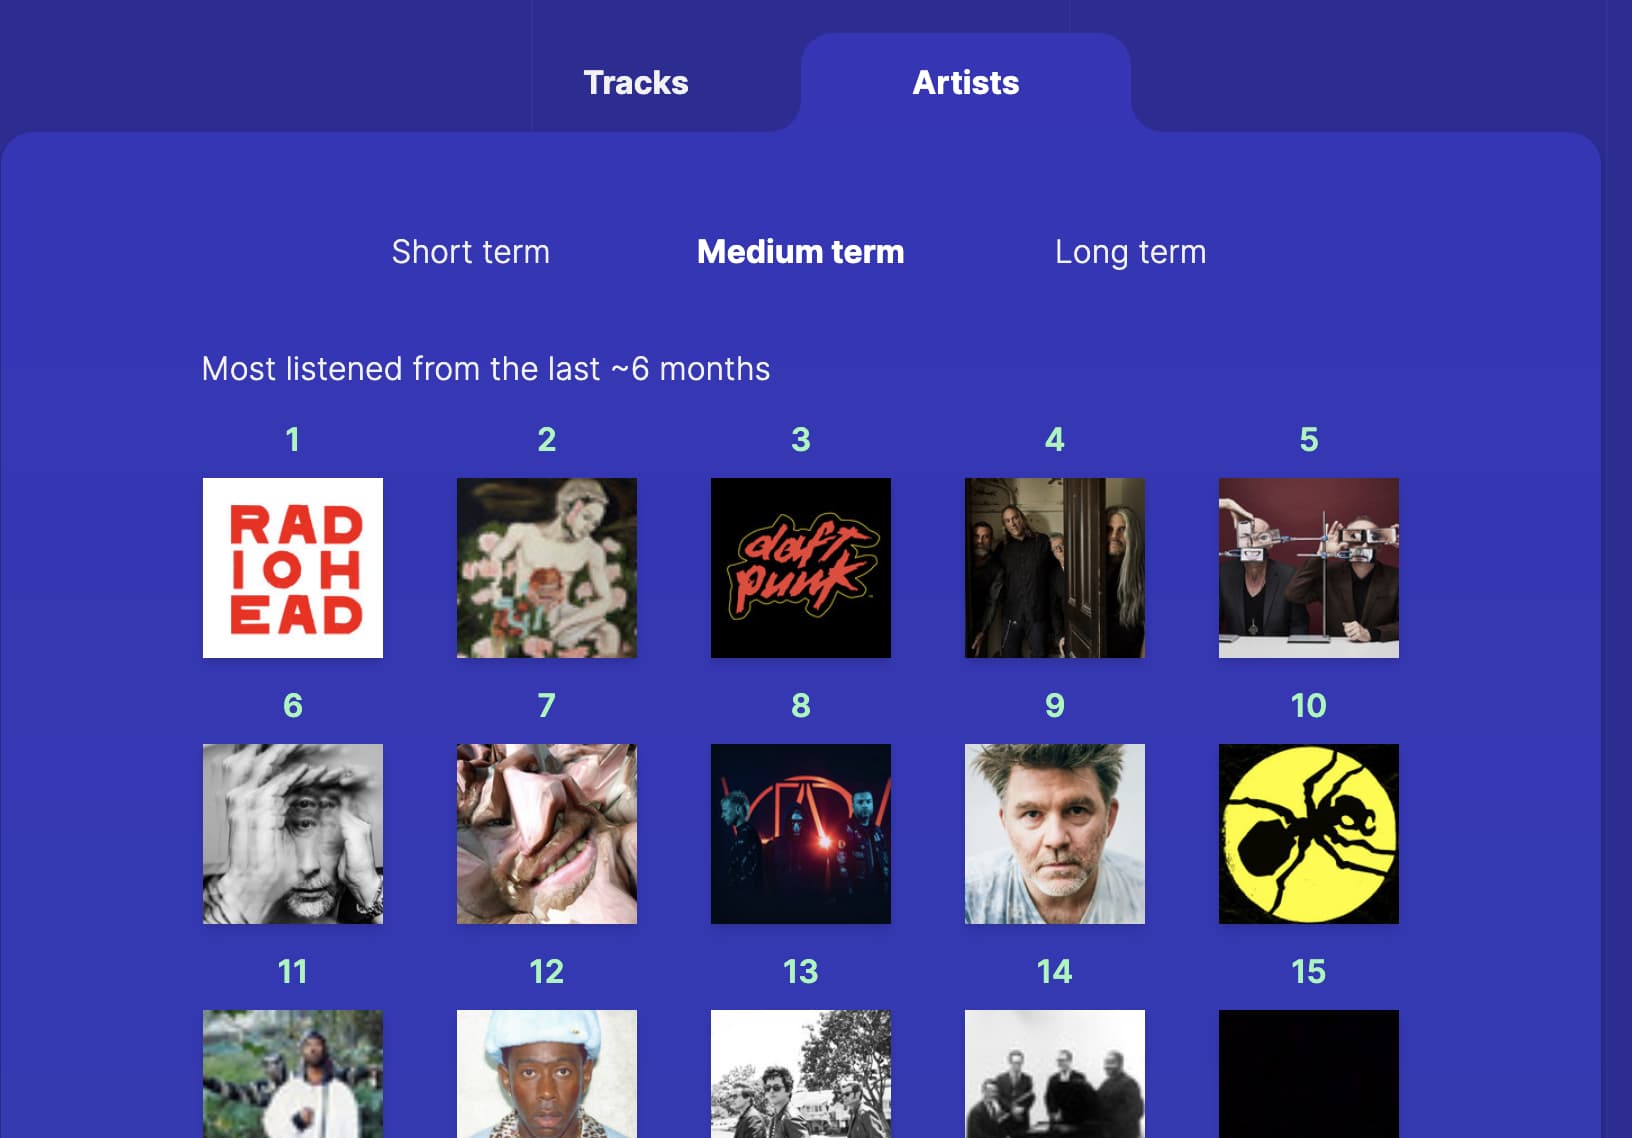 Tracks
Artists
Short term
Medium term
Long term
Most listened from the last ~6 months
1
2
3
4
5
RAD
IOH
EAD
daft
punk
6
7
8
9
10
11
12
13
14
15